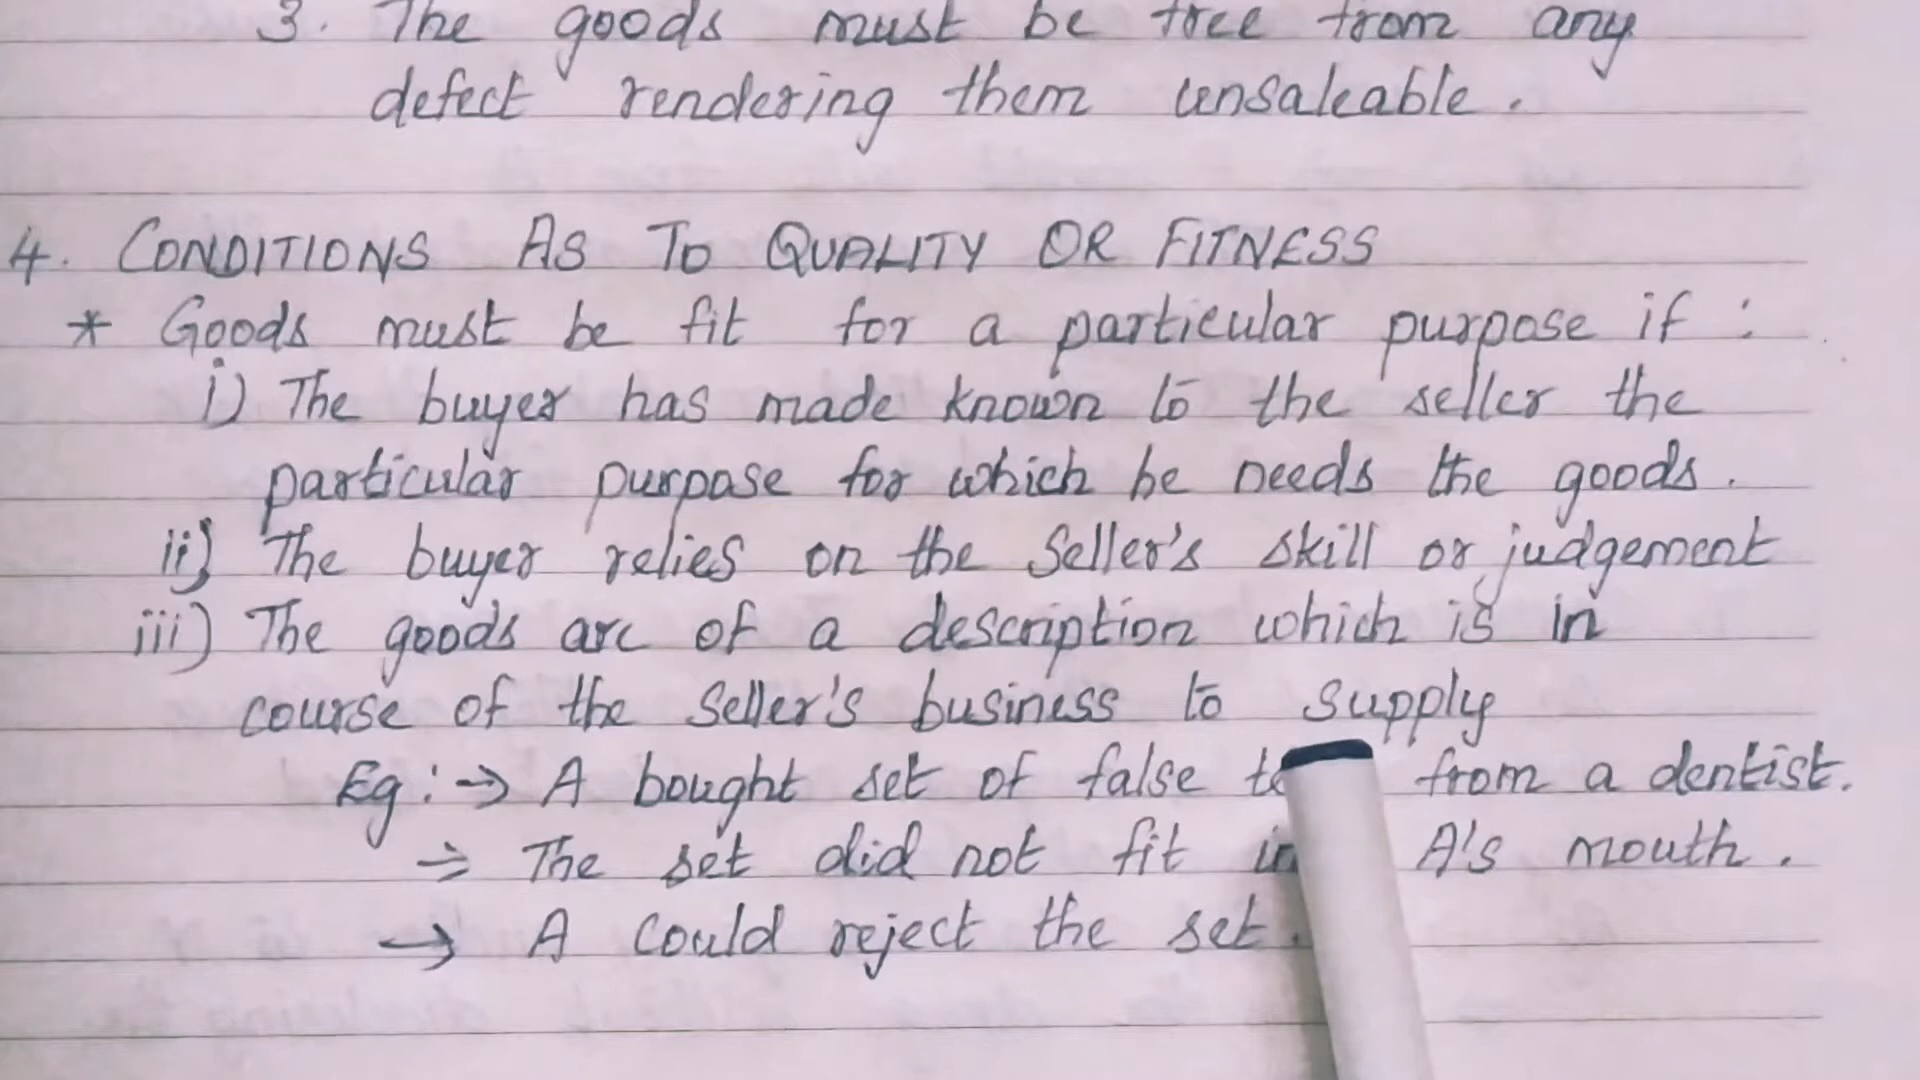 3. The goods must be free from any
defect rendering them unsaleable.
4. CONDITIONS AS TO QUALITY OR FITNESS
* Goods must be fit for a particular purpose if :
i) The buyer has made known to the seller the
particular purpose for which he needs the goods.
ii) The buyer relies on the Seller's skill or judgement
iii) The goods are of a description which is in
course of the Seller's business to supply
Eg: → A bought set of false from a dentist.
→ The set did not fit in A's mouth.
→ A could reject the set.